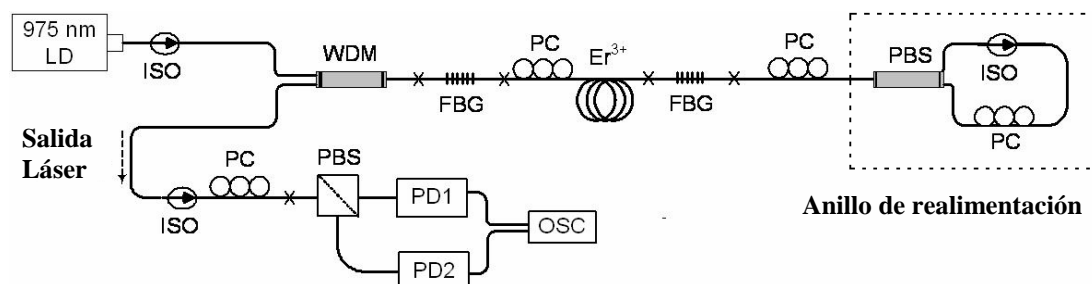 975 nm
LD
ISO
WDM
PC
Er3+
FBG
FBG
PC
PBS
ISO
PC
Salida
Láser
ISO
PC
PBS
PD1
PD2
OSC
Anillo de realimentación